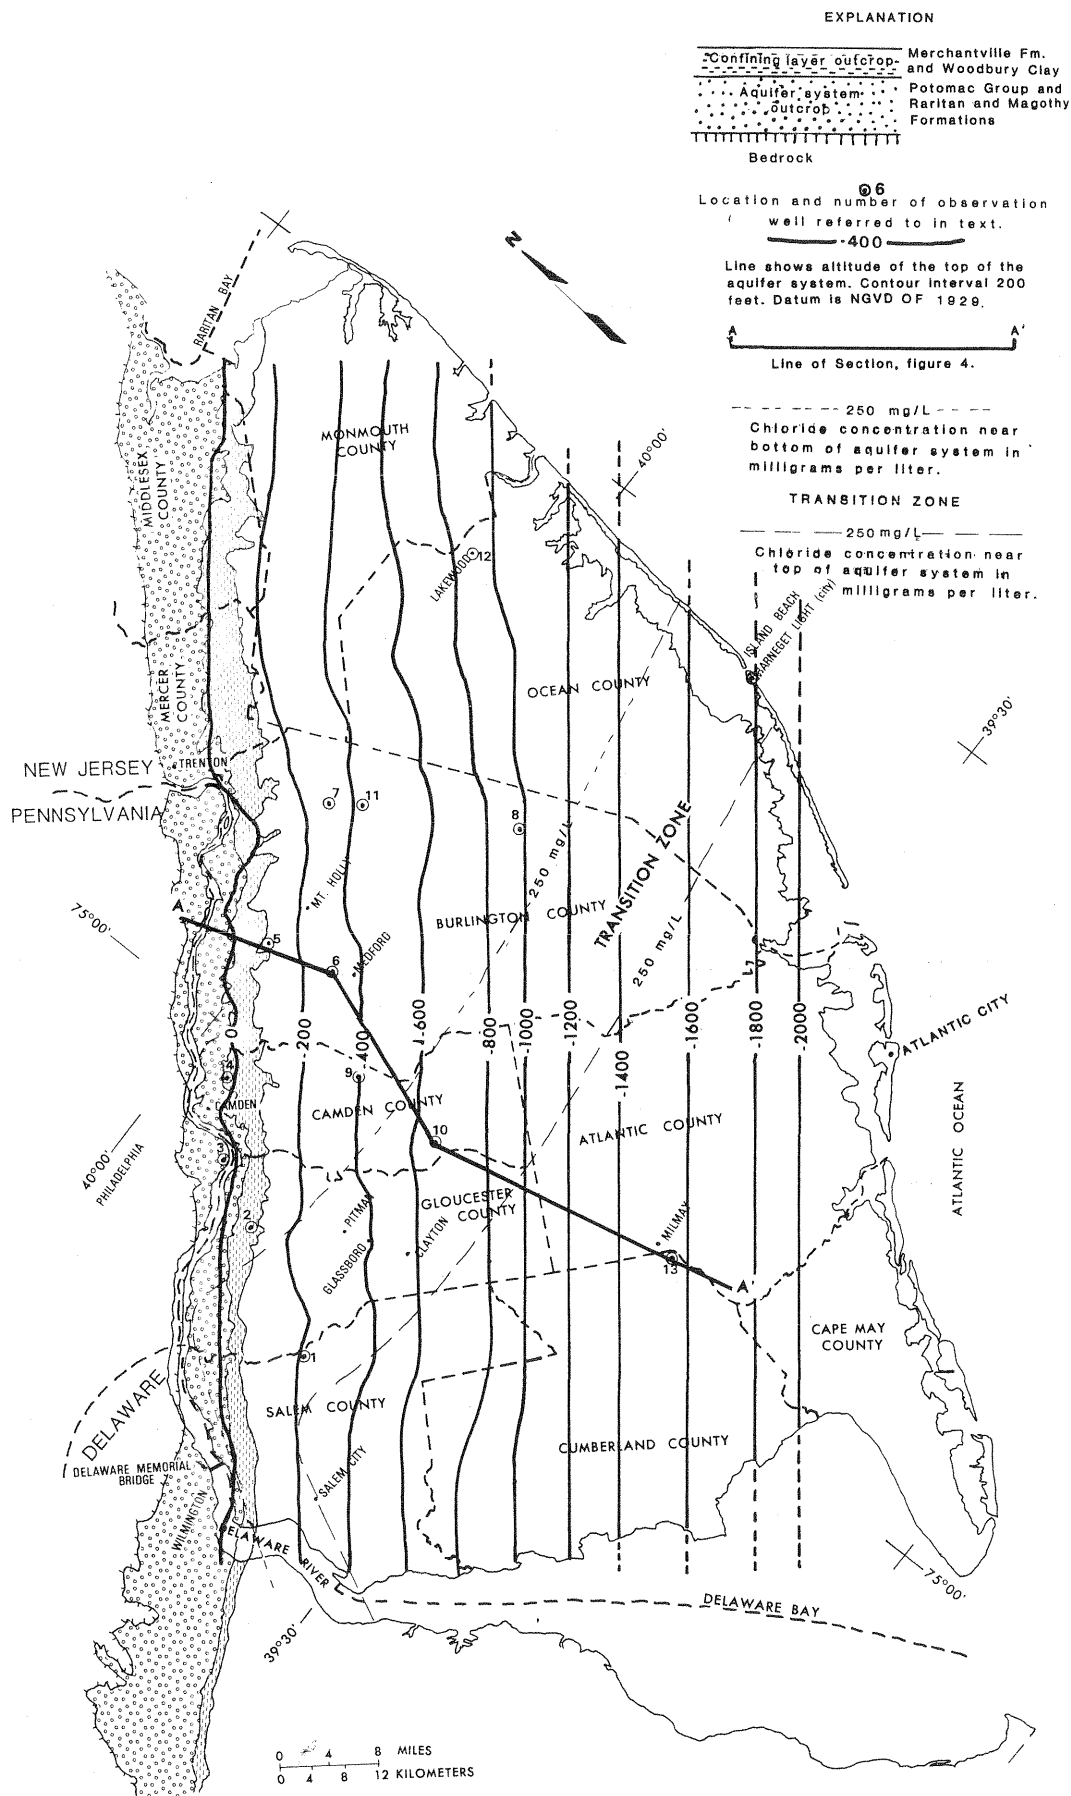 EXPLANATION
Confining layer outcrop
Merchantville Fm.
and Woodbury Clay
Aquifer system
outcrop
Potomac Group and
Raritan and Magothy
Formations
Bedrock
6
Location and number of observation
well referred to in text.
-400
Line shows altitude of the top of the
aquifer system. Contour interval 200
feet. Datum is NGVD OF 1929.
A A'
Line of Section, figure 4.
250 mg/L
Chloride concentration near
bottom of aquifer system in
milligrams per liter.
TRANSITION ZONE
250 mg/L
Chloride concentration near
top of aquifer system in
milligrams per liter.
N
RARITAN BAY
MONMOUTH
COUNTY
MIDDLESEX
COUNTY
40°00'
LAKEWOOD
12
ISLAND BEACH
BARNEGET LIGHT (city)
OCEAN COUNTY
MERCER
COUNTY
39°30'
TRENTON
NEW JERSEY
PENNSYLVANIA
7
11
8
250 mg/L
TRANSITION ZONE
250 mg/L
MT. HOLLY
BURLINGTON COUNTY
75°00'
A
5
6
MEDFORD
0
-200
-400
-600
-800
-1000
-1200
-1400
-1600
-1800
-2000
ATLANTIC CITY
4
9
CAMDEN
CAMDEN COUNTY
10
ATLANTIC COUNTY
ATLANTIC OCEAN
40°00'
PHILADELPHIA
3
2
PITMAN
GLOUCESTER
COUNTY
GLASSBORO
CLAYTON
MILMAY
13
A'
CAPE MAY
COUNTY
1
DELAWARE
SALEM COUNTY
CUMBERLAND COUNTY
DELAWARE MEMORIAL
BRIDGE
SALEM CITY
WILMINGTON
DELAWARE RIVER
75°00'
DELAWARE BAY
39°30'
0 4 8 MILES
0 4 8 12 KILOMETERS